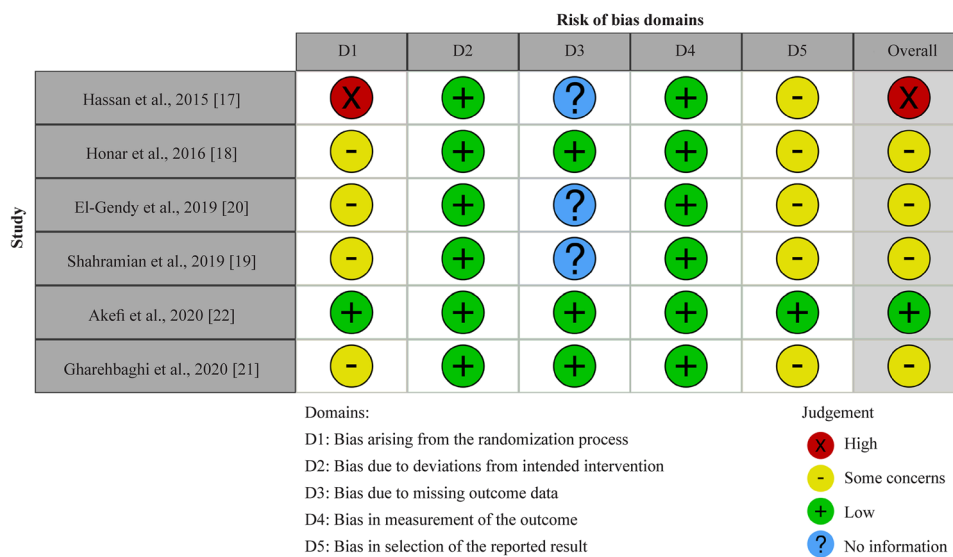 Risk of bias domains
D1 D2 D3 D4 D5 Overall
Study
Hassan et al., 2015 [17] X + ? + - X
Honar et al., 2016 [18] - + + + - -
El-Gendy et al., 2019 [20] - + ? + - -
Shahramian et al., 2019 [19] - + ? + - -
Akefi et al., 2020 [22] + + + + + +
Gharehbaghi et al., 2020 [21] - + + + - -
Domains:
D1: Bias arising from the randomization process
D2: Bias due to deviations from intended intervention
D3: Bias due to missing outcome data
D4: Bias in measurement of the outcome
D5: Bias in selection of the reported result
Judgement
X High
- Some concerns
+ Low
? No information